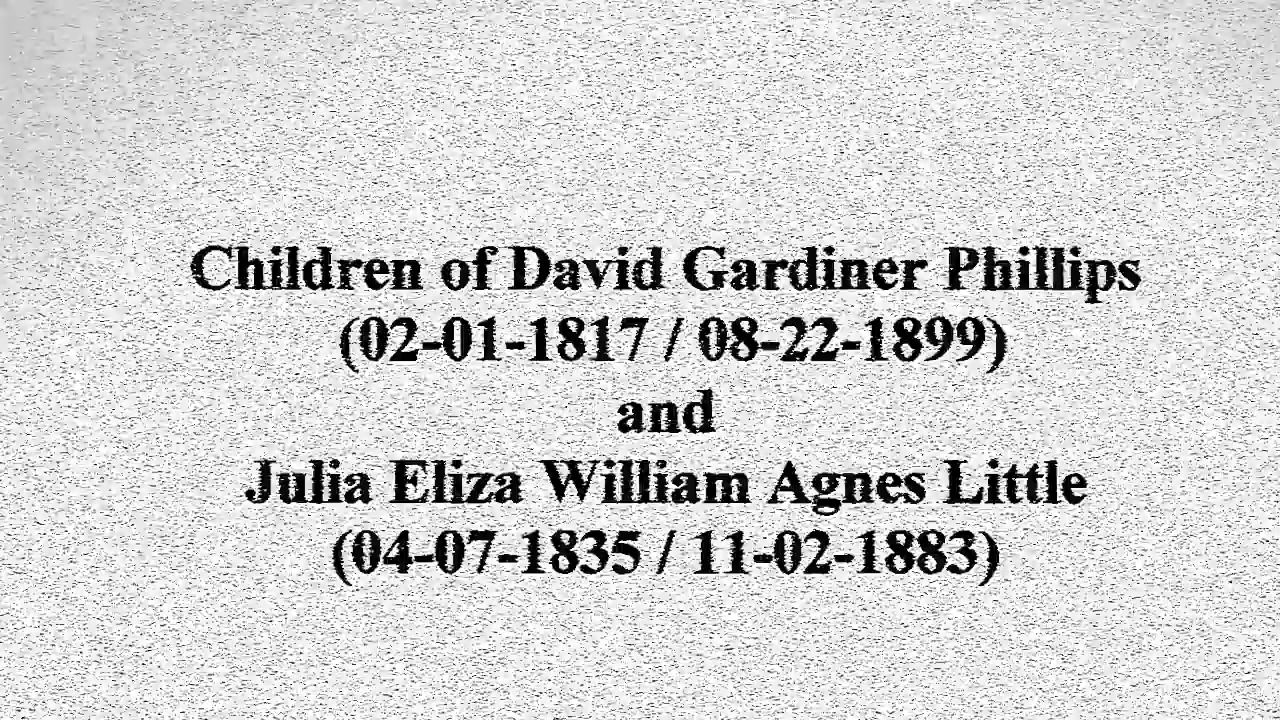 Children of David Gardiner Phillips
(02-01-1817 / 08-22-1899)
and
Julia Eliza William Agnes Little
(04-07-1835 / 11-02-1883)